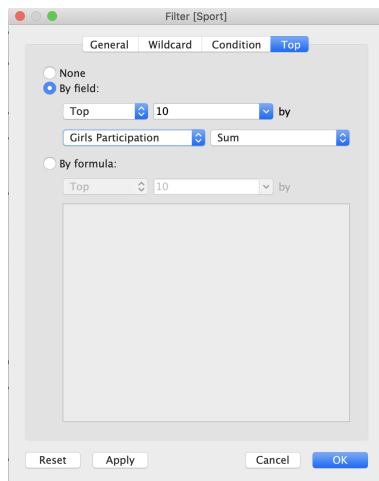 Filter [Sport]
General Wildcard Condition Top
None
By field:
Top 10 by
Girls Participation Sum
By formula:
Top 10 by
Reset Apply Cancel OK